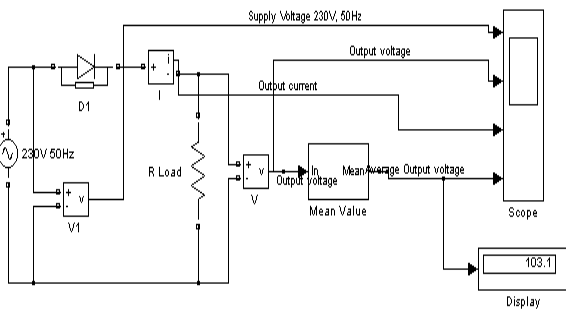 Supply Voltage 230V, 50Hz
Output voltage
+
i
-
Output current
D1
I
+
230V 50Hz
R Load
+
-
v
V1
+
-
v
V
Output voltage
In
Mean
Average Output voltage
Mean Value
Scope
103.1
Display